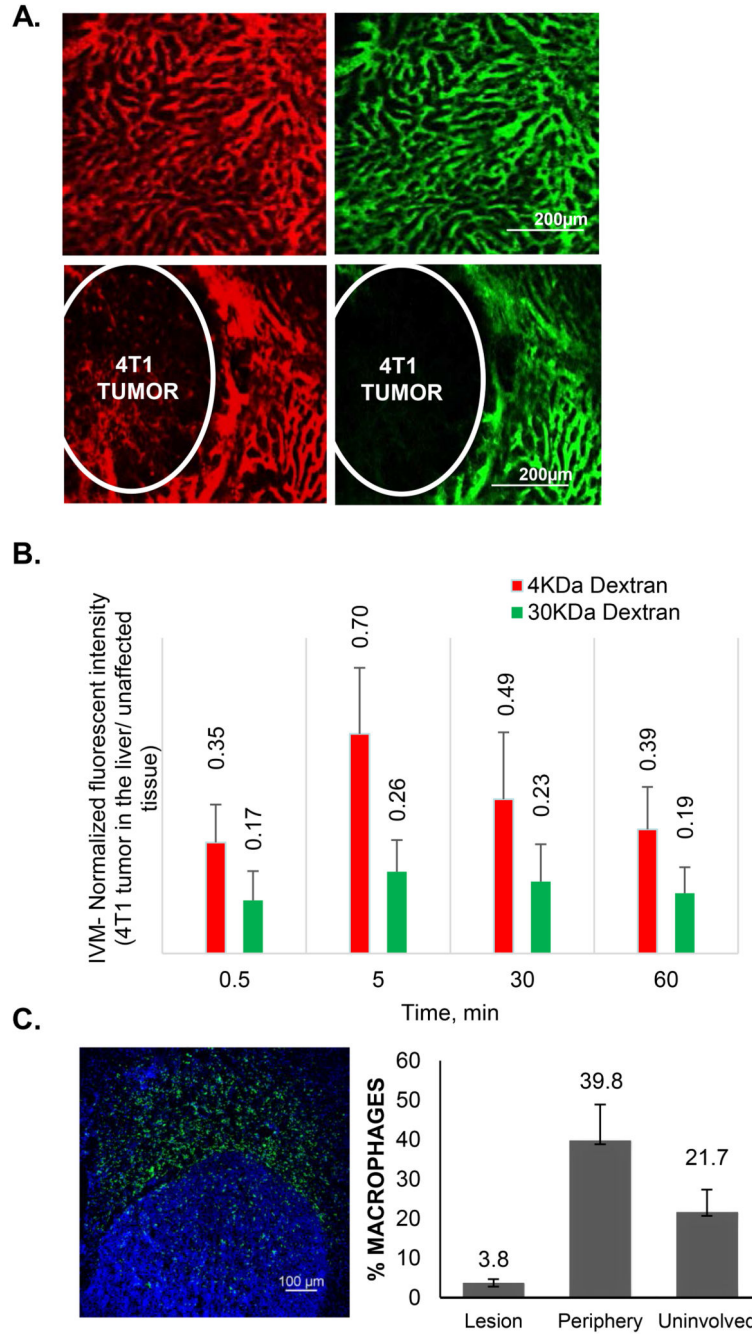 A.
200µm
4T1
TUMOR
4T1
TUMOR
200µm
B.
4KDa Dextran
30KDa Dextran
IVM- Normalized fluorescent intensity
(4T1 tumor in the liver/ unaffected
tissue)
0.35
0.17
0.70
0.26
0.49
0.23
0.39
0.19
0.5
5
30
60
Time, min
C.
100 µm
% MACROPHAGES
60
50
40
30
20
10
0
3.8
39.8
21.7
Lesion
Periphery
Uninvolved